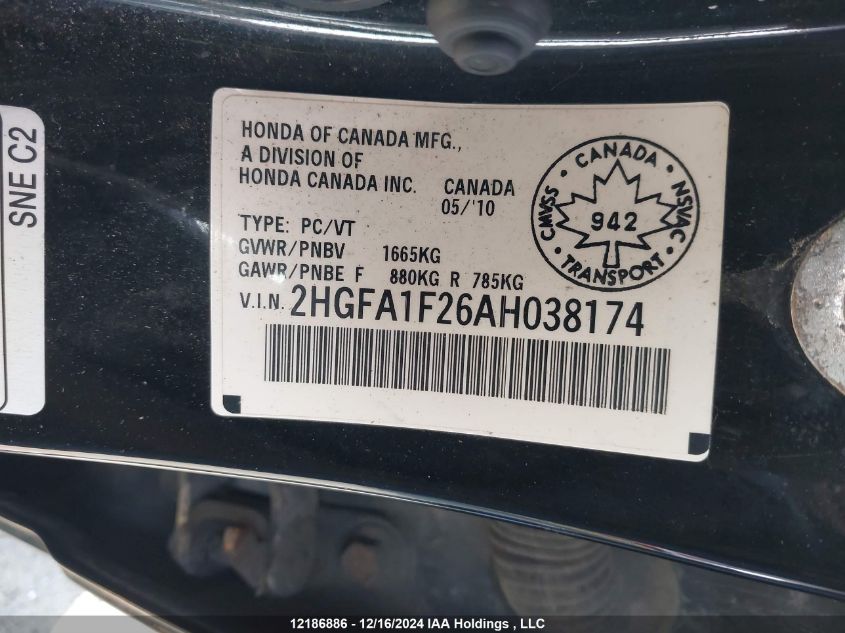 SNE C2
HONDA OF CANADA MFG.,
A DIVISION OF
HONDA CANADA INC. CANADA
05/'10
TYPE: PC/VT
GVWR/PNBV 1665KG
GAWR/PNBE F 880KG R 785KG
V.I.N. 2HGFA1F26AH038174
CANADA
CMVSS 942 NSVAC
TRANSPORT
12186886 - 12/16/2024 IAA Holdings , LLC